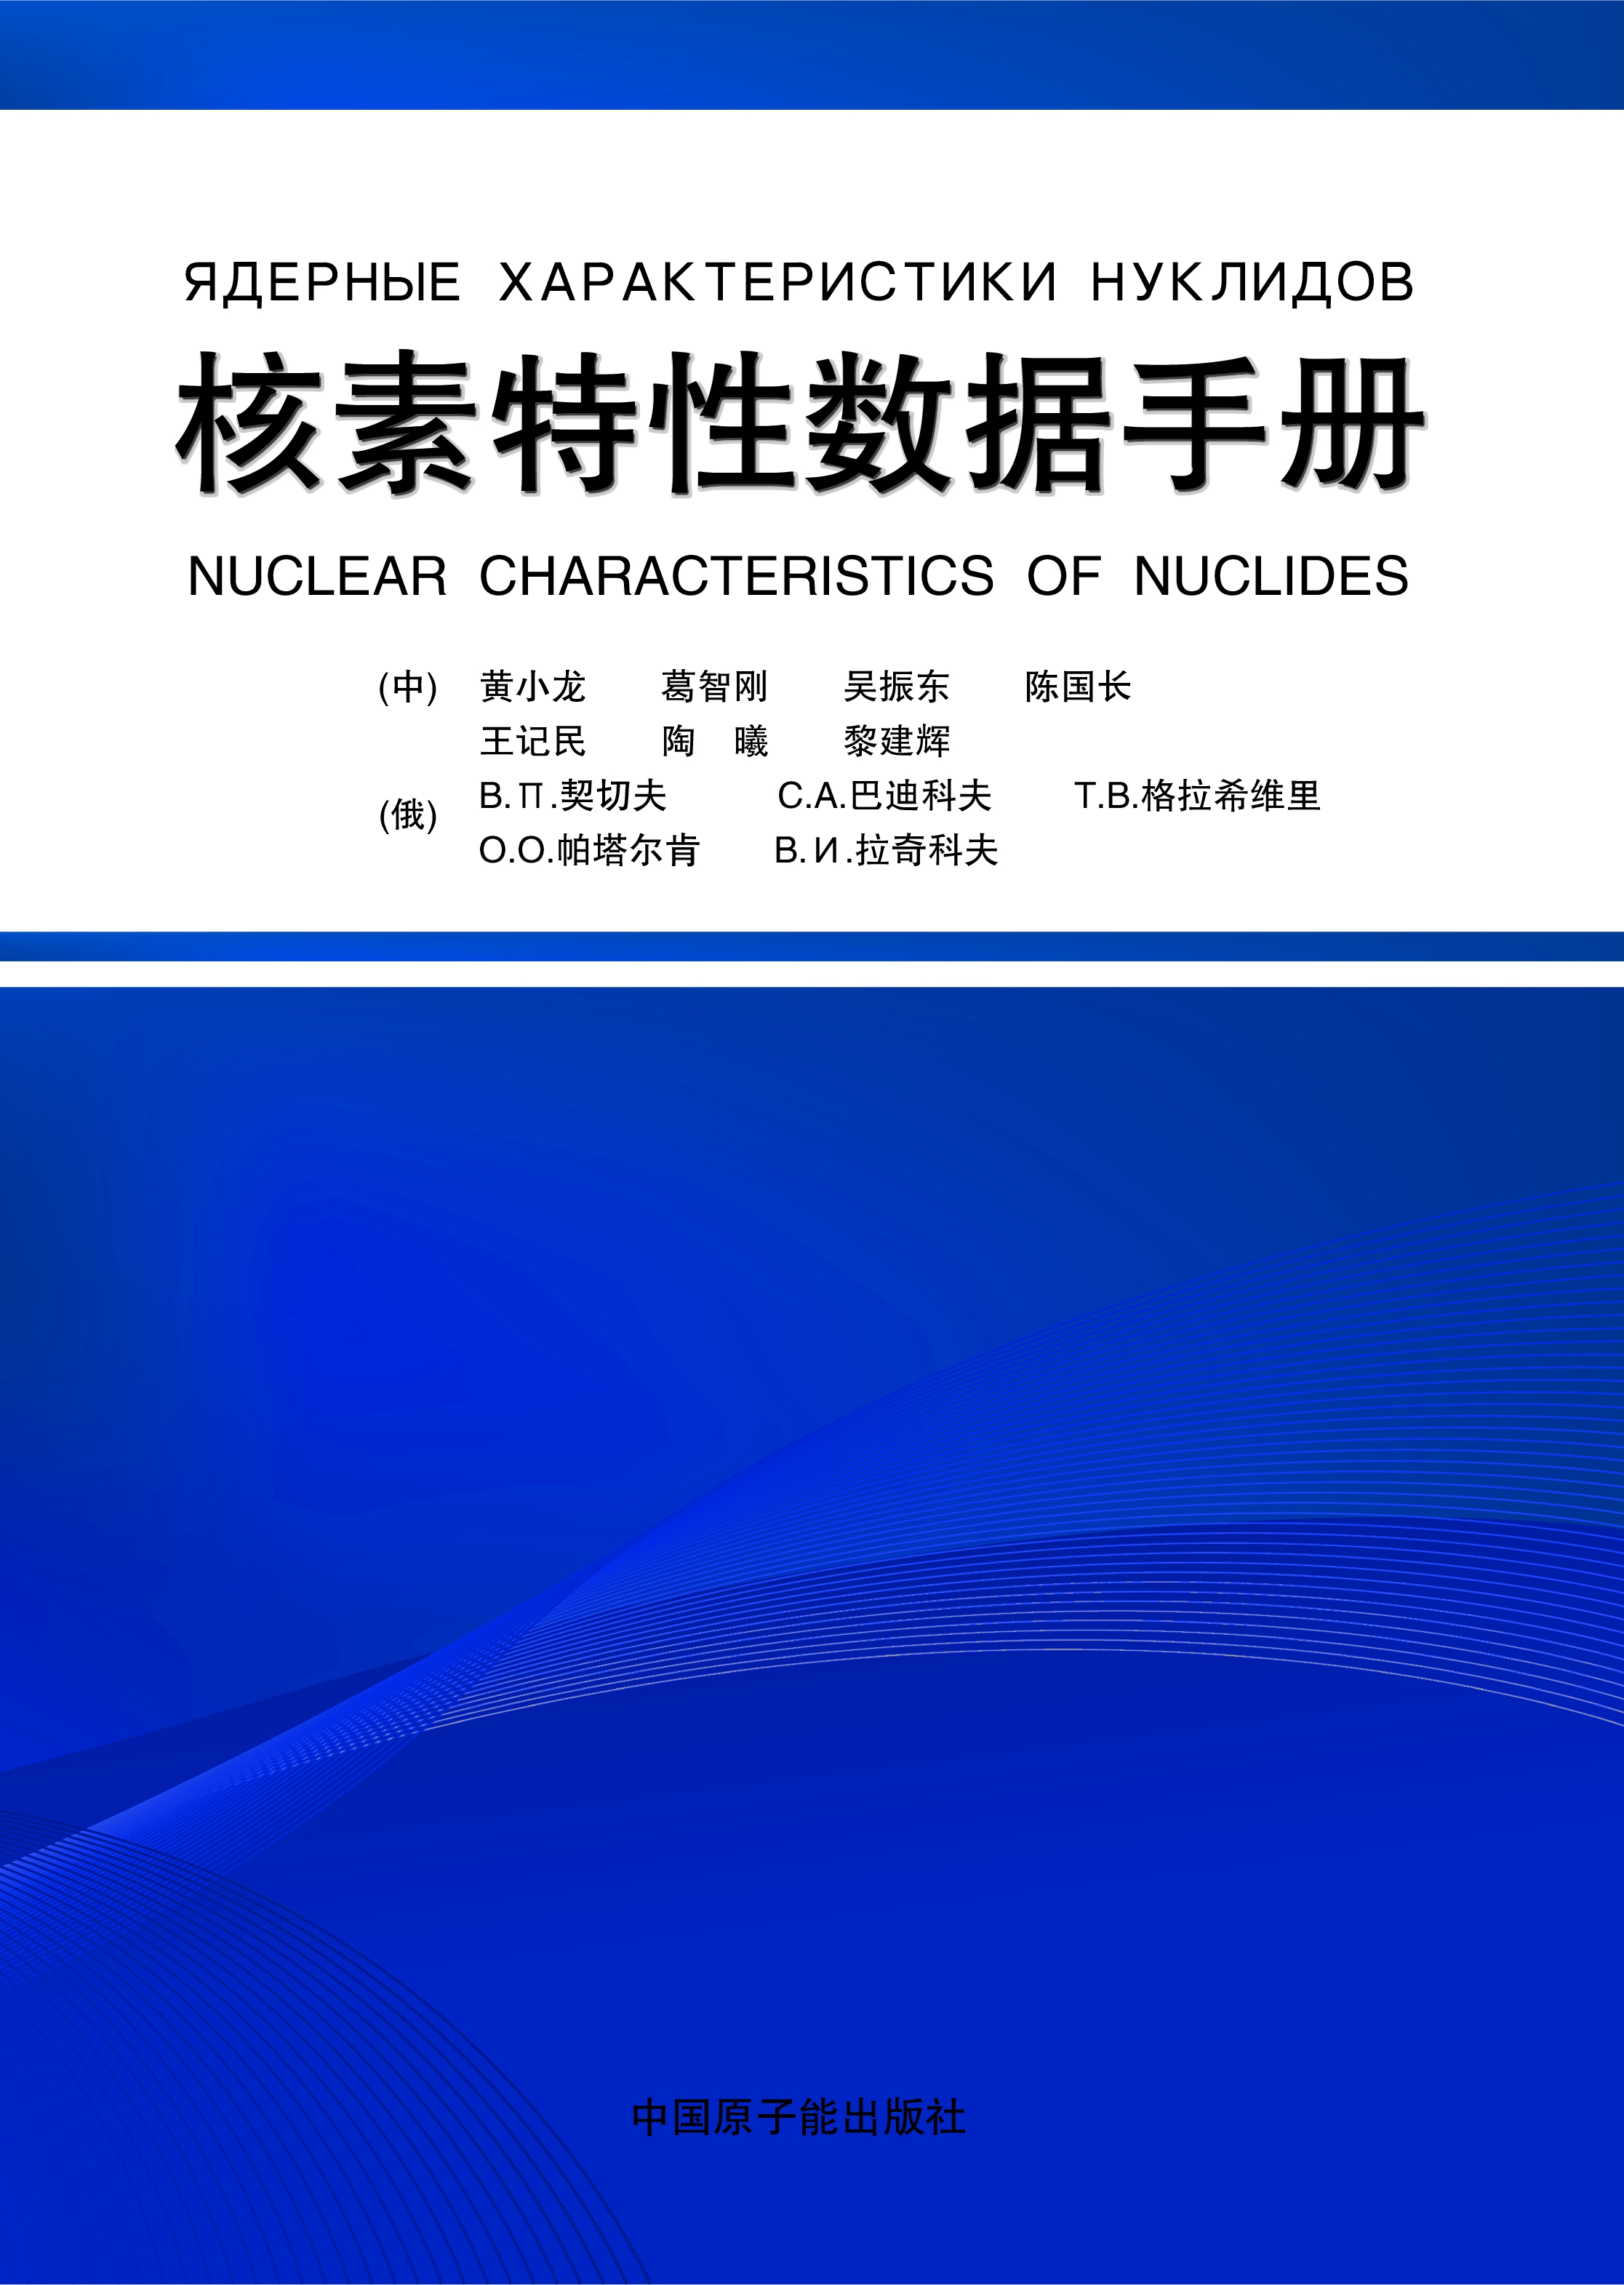 ЯДЕРНЫЕ ХАРАКТЕРИСТИКИ НУКЛИДОВ
核素特性数据手册
NUCLEAR CHARACTERISTICS OF NUCLIDES
(中) 黄小龙 葛智刚 吴振东 陈国长
王记民 陶 曦 黎建辉
(俄) В.П.契切夫 С.А.巴迪科夫 Т.В.格拉希维里
О.О.帕塔尔肯 В.И.拉奇科夫
中国原子能出版社